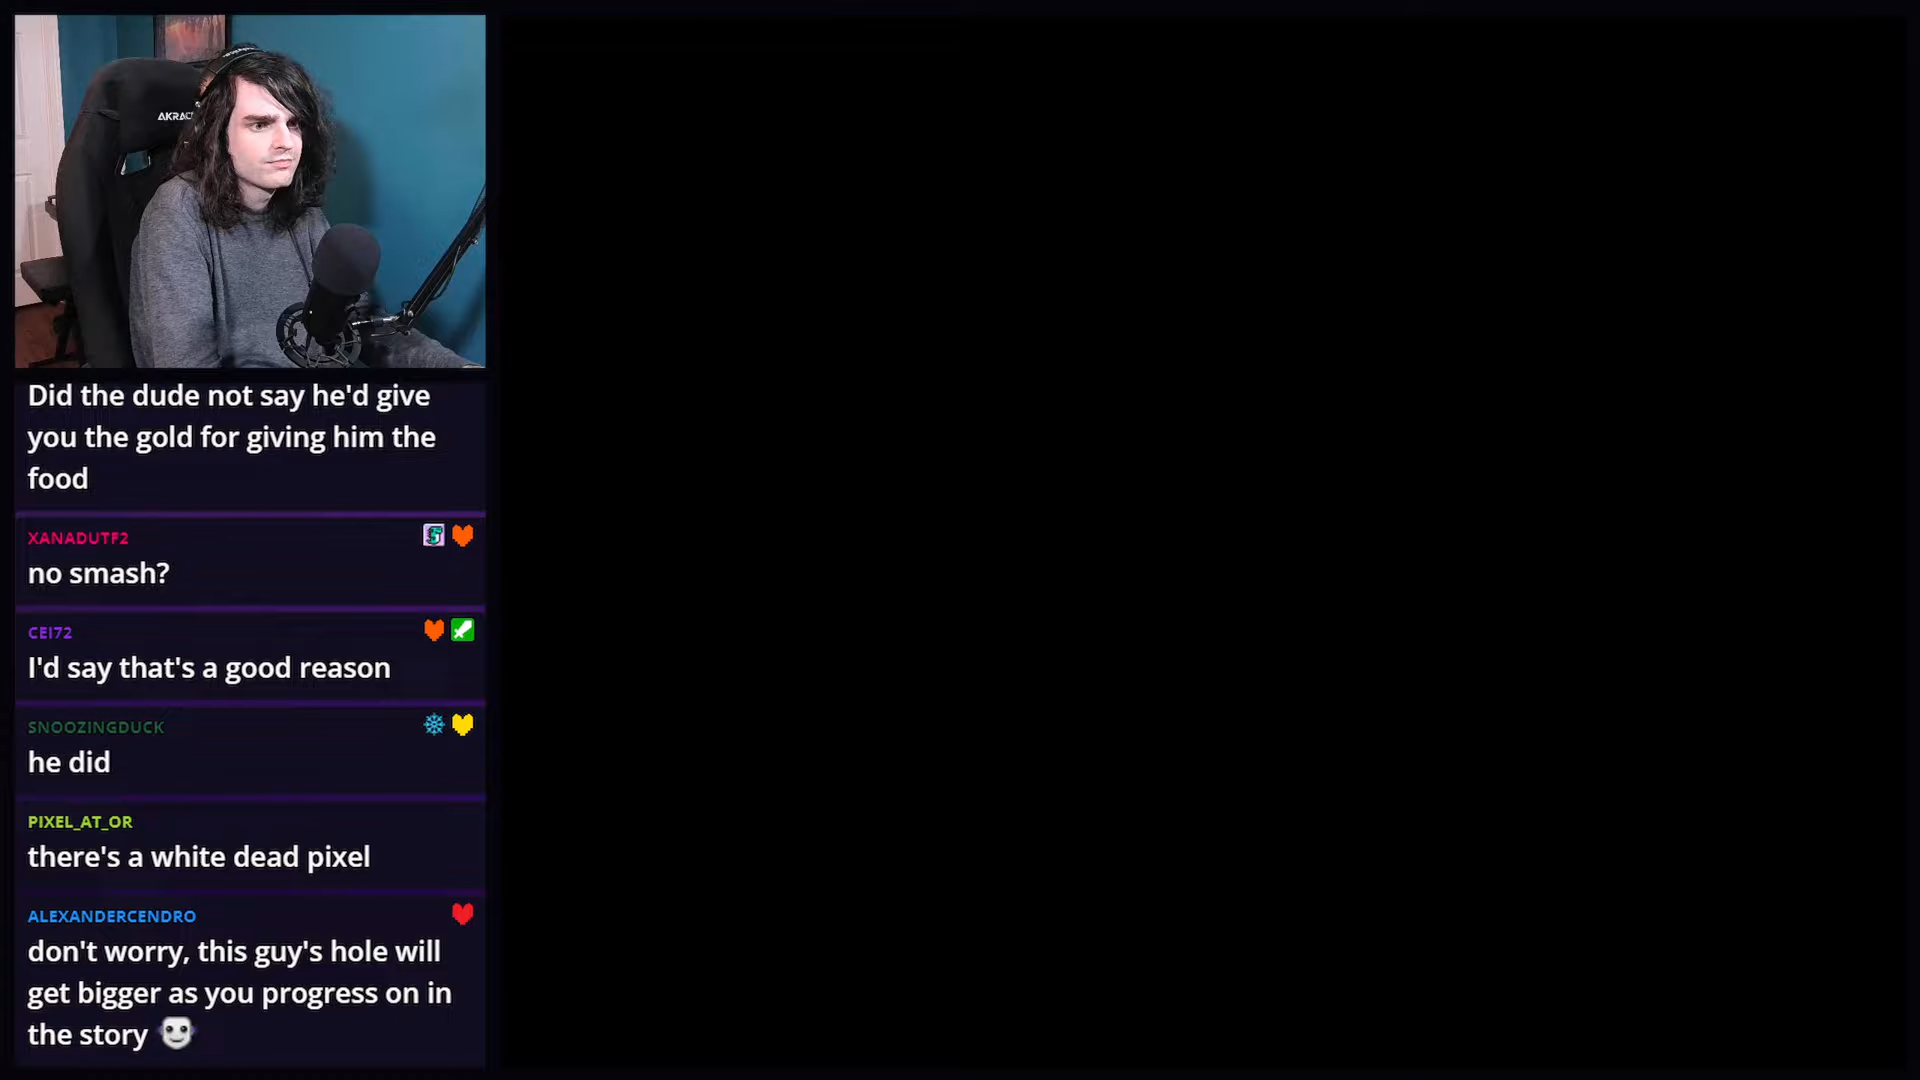 AKRAC
Did the dude not say he'd give
you the gold for giving him the
food
XANADUTF2
no smash?
CEI72
I'd say that's a good reason
SNOOZINGDUCK
he did
PIXEL_AT_OR
there's a white dead pixel
ALEXANDERCENDRO
don't worry, this guy's hole will
get bigger as you progress on in
the story